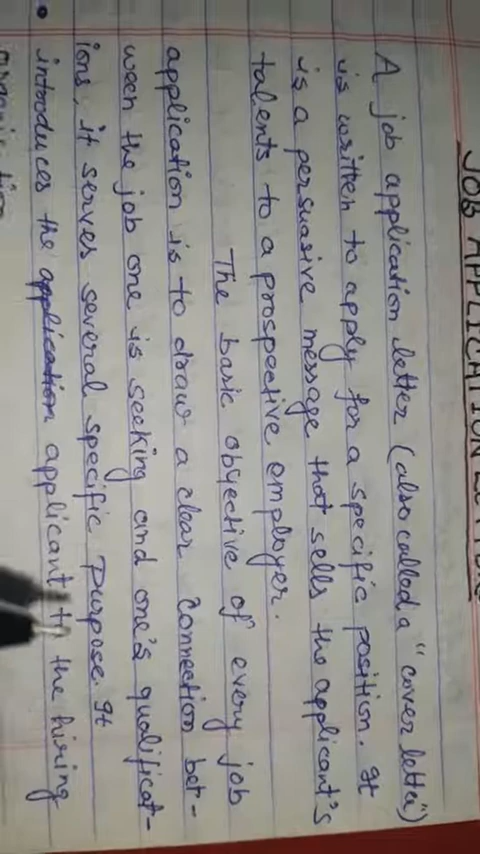 JOB APPLICATION LETTER
A job application letter (also called a "cover letter")
is written to apply for a specific position. It
is a persuasive message that sells the applicant's
talents to a prospective employer.
The basic objective of every job
application is to draw a clear connection bet-
ween the job one is seeking and one's qualificat-
ions, it serves several specific purpose. It
introduces the application applicant to the hiring